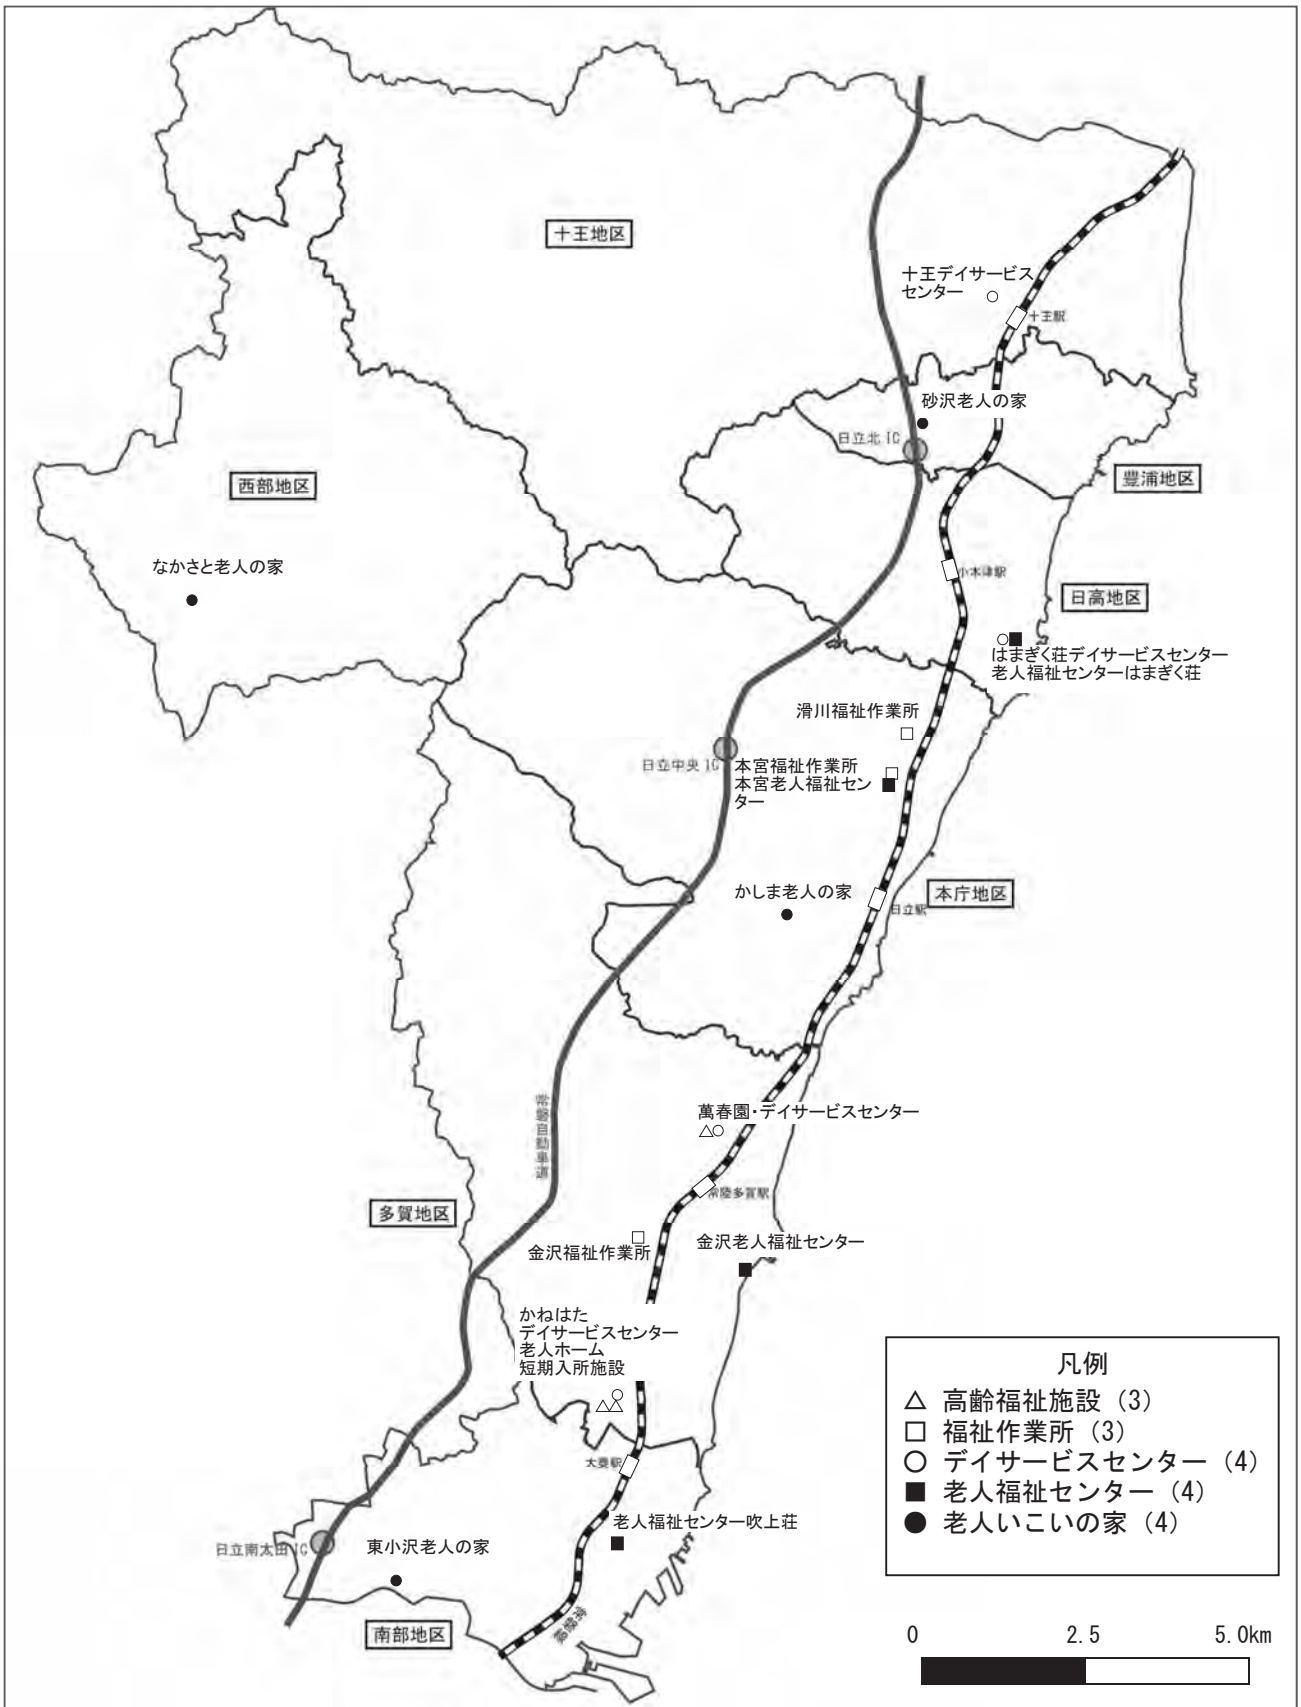 十王地区
十王デイサービス
センター
十王駅
砂沢老人の家
日立北IC
豊浦地区
西部地区
なかさと老人の家
小木津駅
日高地区
はまぎく荘デイサービスセンター
老人福祉センターはまぎく荘
滑川福祉作業所
日立中央IC
本宮福祉作業所
本宮老人福祉セン
ター
かしま老人の家
日立駅
本庁地区
常磐自動車道
萬春園・デイサービスセンター
常陸多賀駅
多賀地区
金沢福祉作業所
金沢老人福祉センター
かねはた
デイサービスセンター
老人ホーム
短期入所施設
大甕駅
老人福祉センター吹上荘
日立南太田IC
東小沢老人の家
常磐線
南部地区
凡例
△ 高齢福祉施設（3）
□ 福祉作業所（3）
○ デイサービスセンター（4）
■ 老人福祉センター（4）
● 老人いこいの家（4）
0 2.5 5.0km